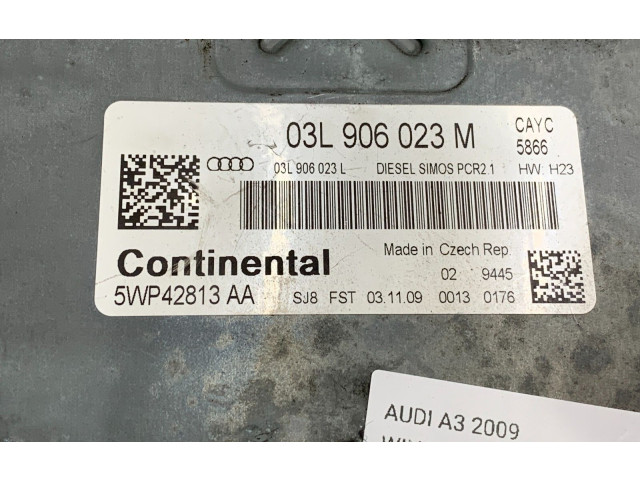 03L 906 023 M
CAYC
5866
03L 906 023 L DIESEL SIMOS PCR2.1 HW: H23
Continental
Made in Czech Rep.
02 9445
5WP42813 AA SJ8 FST 03.11.09 0013 0176
AUDI A3 2009